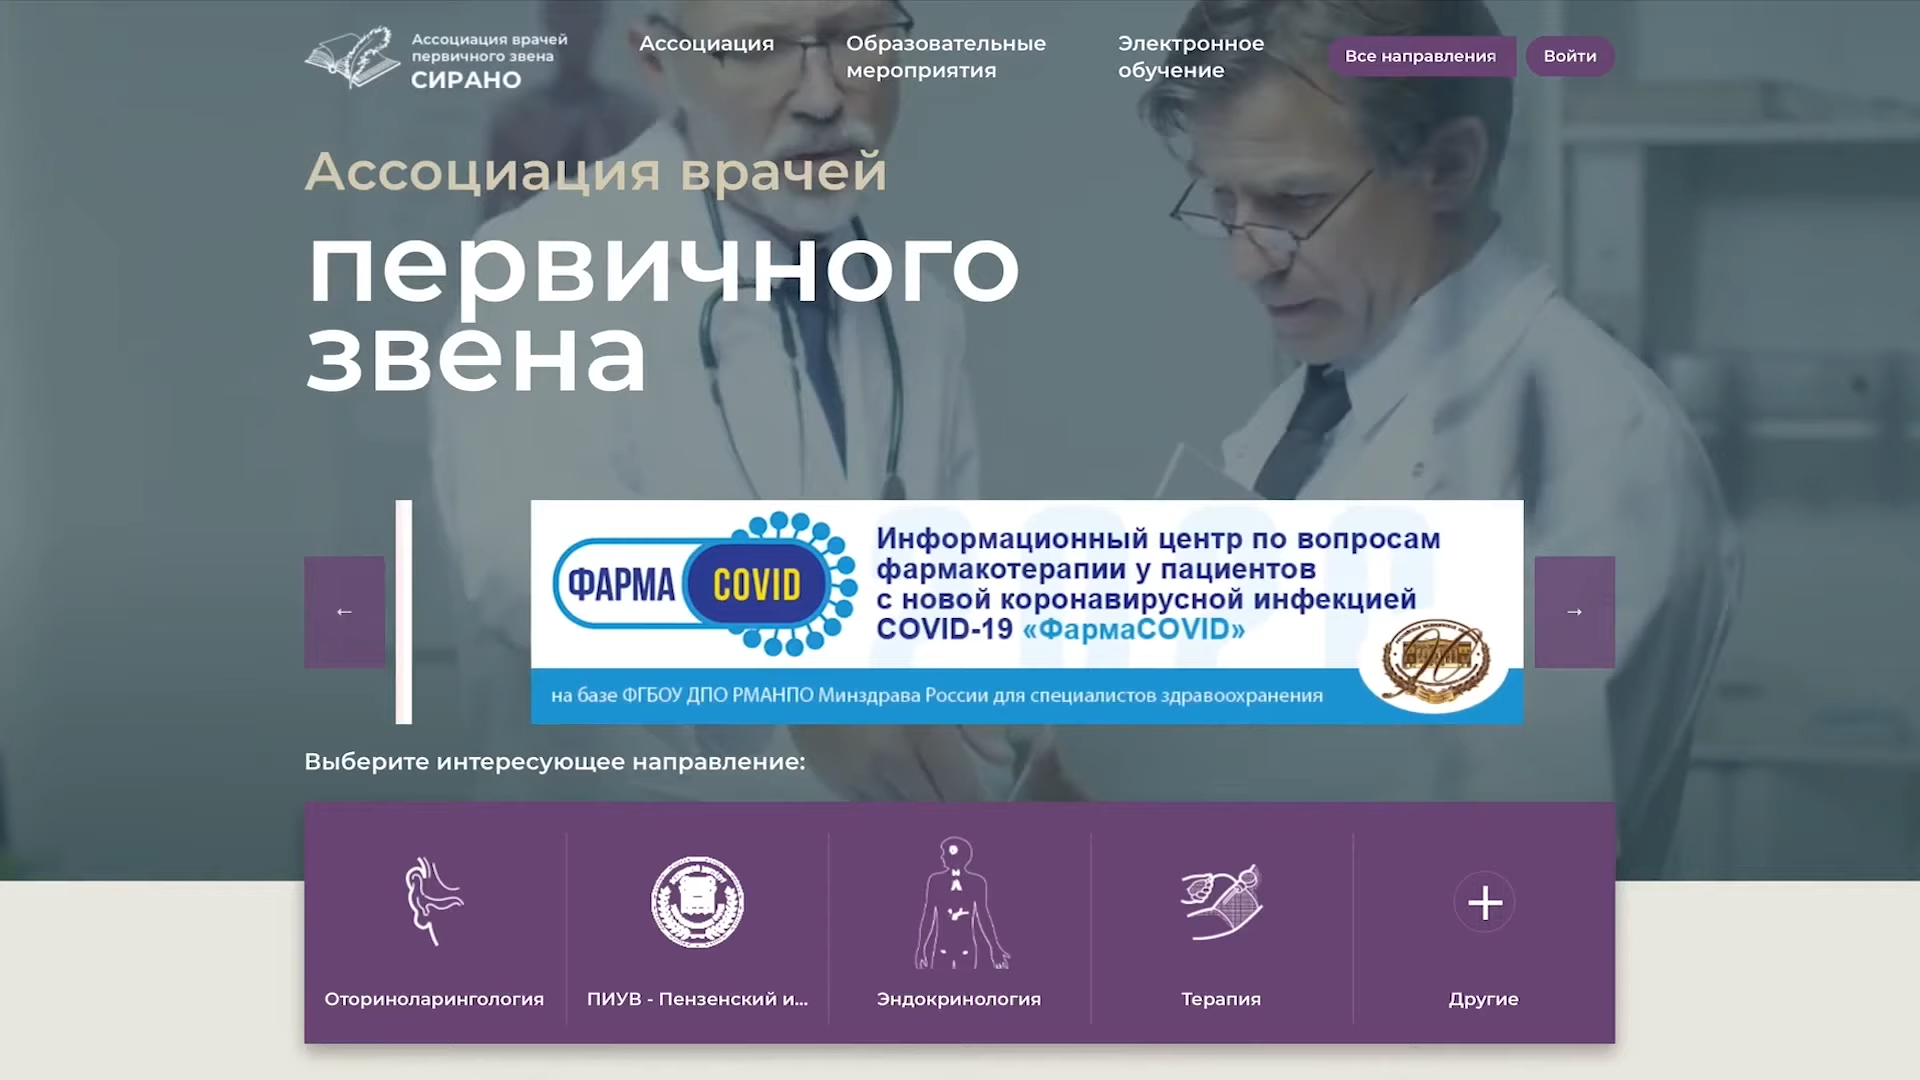 Ассоциация врачей
первичного звена
СИРАНО
Ассоциация
Образовательные
мероприятия
Электронное
обучение
Все направления
Войти
Ассоциация врачей
первичного
звена
←
ФАРМА COVID
Информационный центр по вопросам
фармакотерапии у пациентов
с новой коронавирусной инфекцией
COVID-19 «ФармаCOVID»
на базе ФГБОУ ДПО РМАНПО Минздрава России для специалистов здравоохранения
→
Выберите интересующее направление:
Оториноларингология
ПИУВ - Пензенский и...
Эндокринология
Терапия
Другие